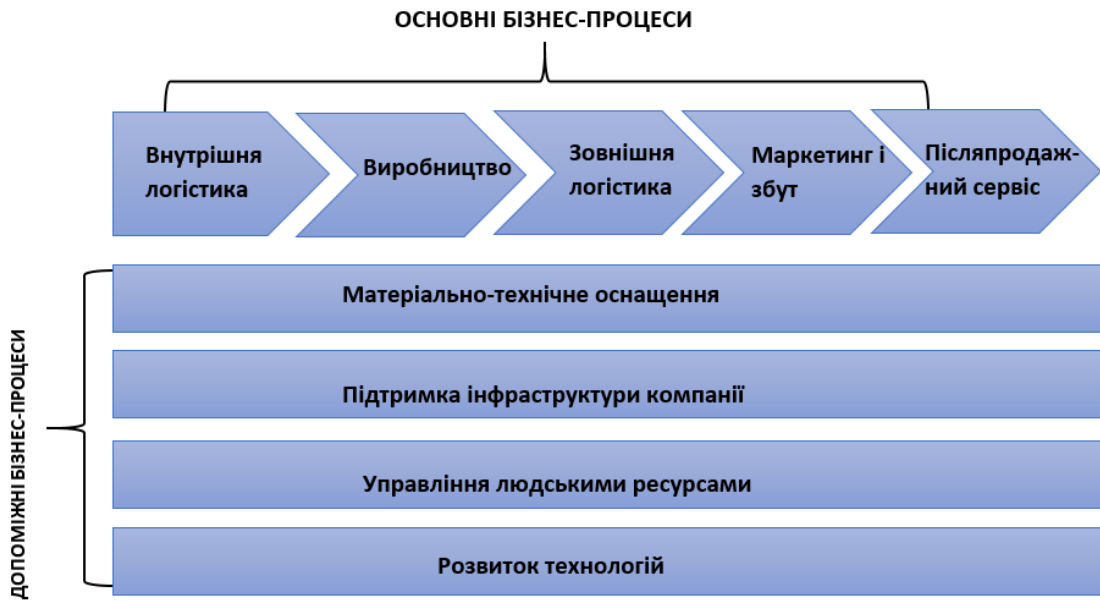 ОСНОВНІ БІЗНЕС-ПРОЦЕСИ
Внутрішня
логістика
Виробництво
Зовнішня
логістика
Маркетинг і
збут
Післяпродаж-
ний сервіс
ДОПОМІЖНІ БІЗНЕС-ПРОЦЕСИ
Матеріально-технічне оснащення
Підтримка інфраструктури компанії
Управління людськими ресурсами
Розвиток технологій